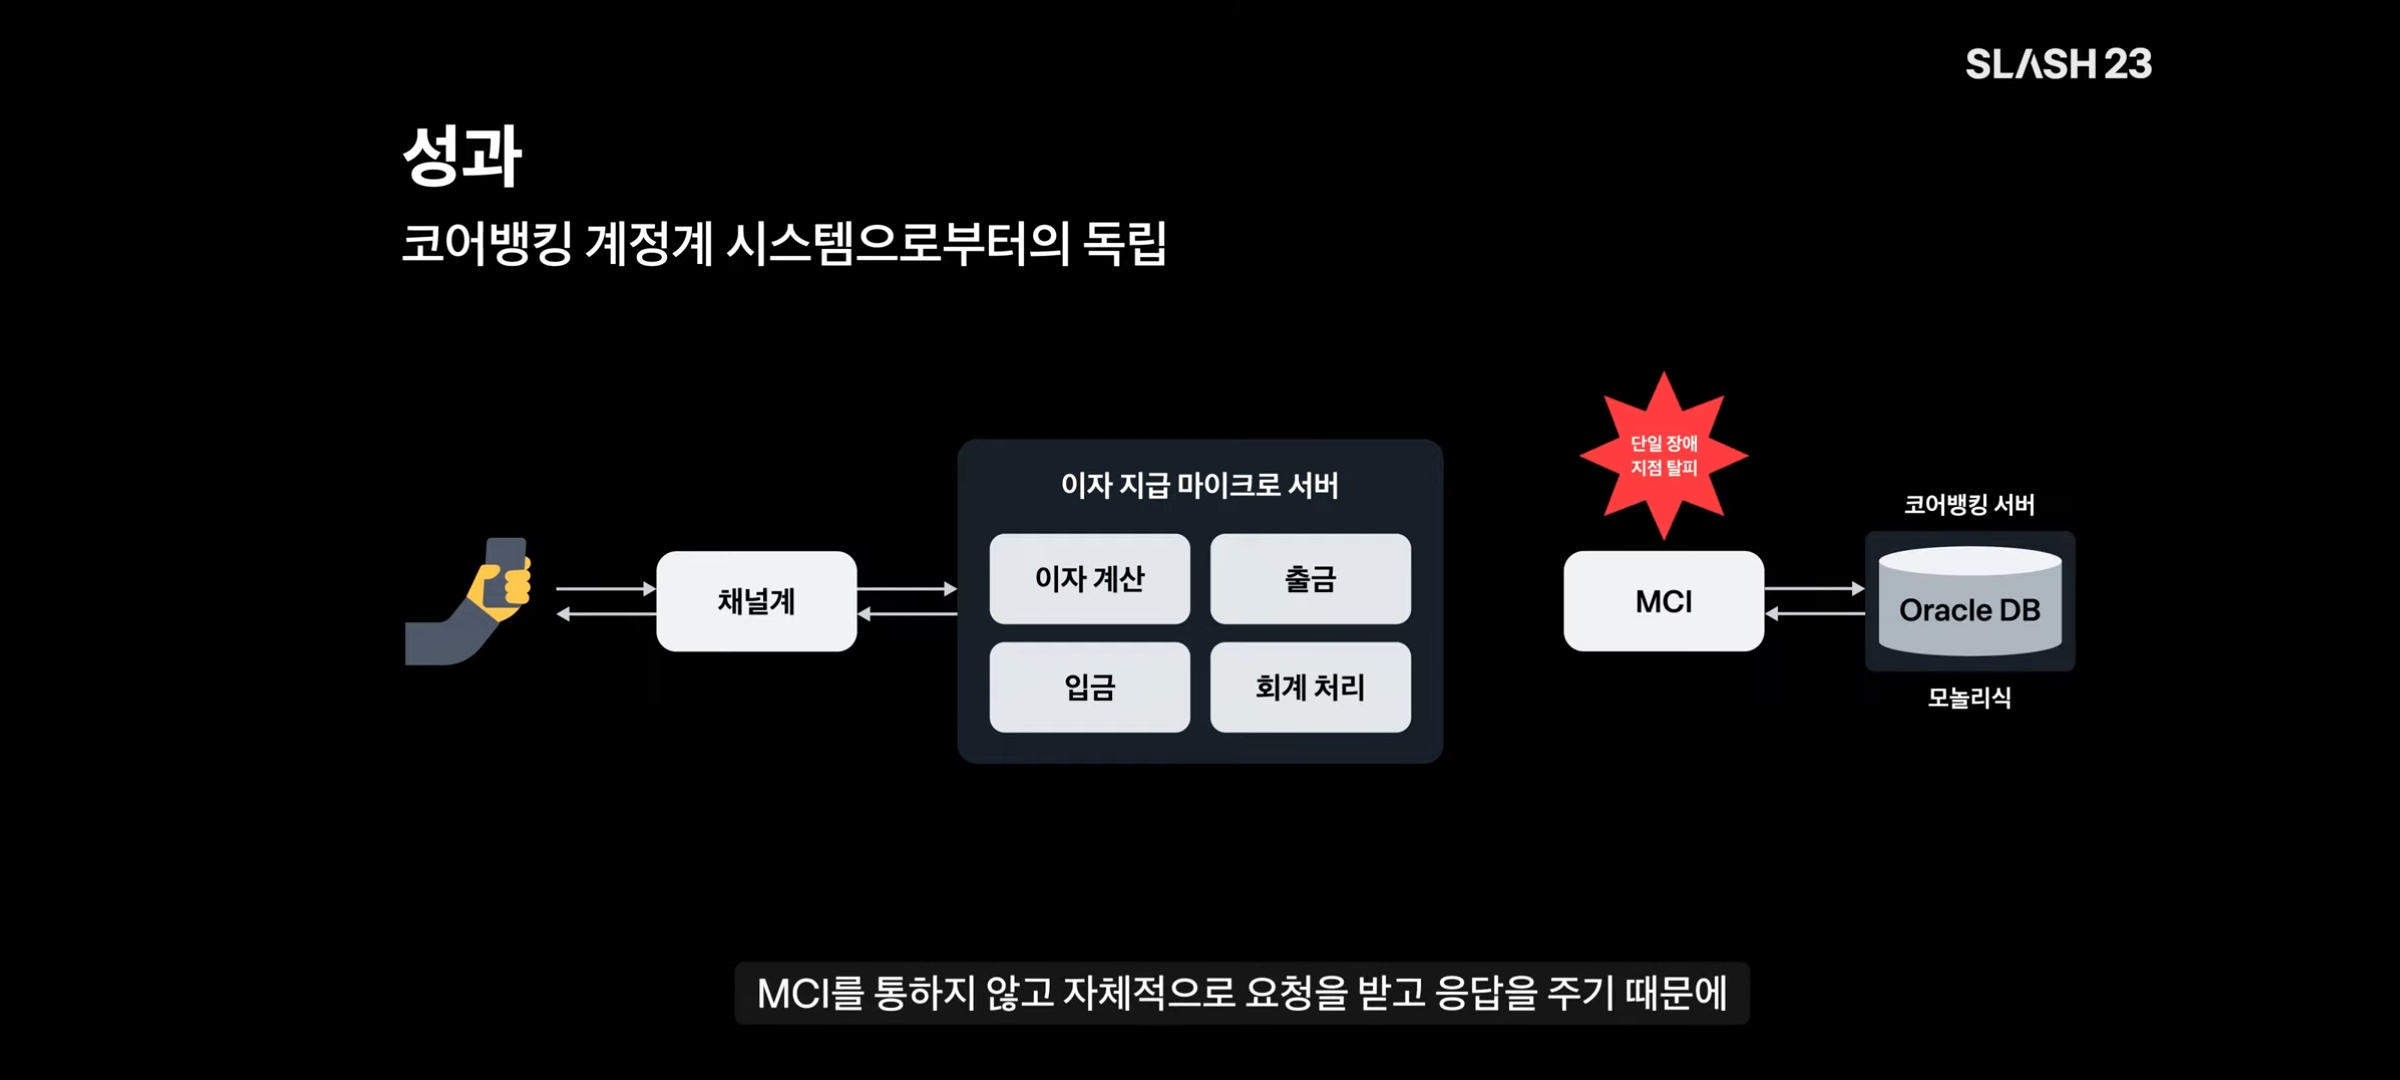 SLASH 23
성과
코어뱅킹 계정계 시스템으로부터의 독립
단일 장애
지점 탈피
이자 지급 마이크로 서버
코어뱅킹 서버
이자 계산
출금
채널계
MCI
Oracle DB
입금
회계 처리
모놀리식
MCI를 통하지 않고 자체적으로 요청을 받고 응답을 주기 때문에